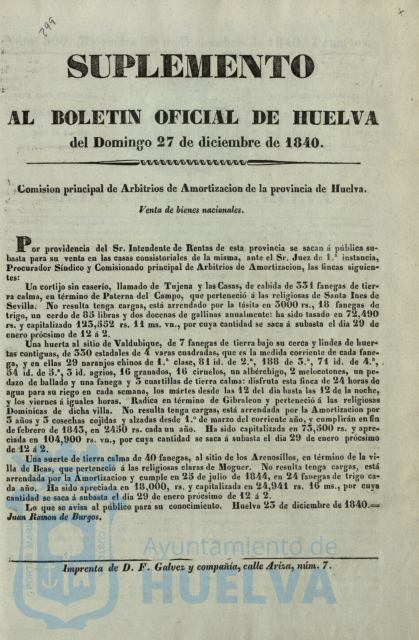 299
SUPLEMENTO
AL BOLETIN OFICIAL DE HUELVA
del Domingo 27 de diciembre de 1840.
Comision principal de Arbitrios de Amortizacion de la provincia de Huelva.
Venta de bienes nacionales.
Por providencia del Sr. Intendente de Rentas de esta provincia se sacan á pública su-
basta para su venta en las casas consistoriales de la misma, ante el Sr. Juez de 1.ª instancia,
Procurador Síndico y Comisionado principal de Arbitrios de Amortizacion, las fincas siguien-
tes:
Un cortijo sin caserío, llamado de Tujena y las Casas, de cabida de 331 fanegas de tier-
ra calma, en término de Paterna del Campo, que perteneció á las religiosas de Santa Ines de
Sevilla. No resulta tenga cargas, está arrendado por la tásita en 3000 rs., 18 fanegas de
trigo, un cerdo de 85 libras y dos docenas de gallinas anualmente: ha sido tasado en 72,490
rs. y capitalizado 123,552 rs. 11 ms. vn., por cuya cantidad se saca á subasta el dia 29 de
enero prócsimo de 12 á 2.
Una huerta al sitio de Valdubique, de 7 fanegas de tierra bajo su cerca y lindes de huer-
tas contiguas, de 330 estadales de 4 varas cuadradas, que es la medida corriente de cada fane-
ga, y en ellas 29 naranjos chinos de 1.ª clase, 81 id. de 2.ª, 188 de 3.ª, 71 id. de 4.ª,
34 id. de 5.ª, 3 id. agrios, 16 granados, 16 ciruelos, un albérchigo, 2 melocotones, un pe-
dazo de ballado y una fanega y 3 cuartillas de tierra calma: disfruta esta finca de 24 horas de
agua para su riego en cada semana, los mártes desde las 12 del dia hasta las 12 de la noche,
y los viernes á iguales horas. Radica en término de Gibraleon y perteneció á las religiosas
Dominicas de dicha villa. No resulta tenga cargas, está arrendada por la Amortizacion por
3 años y 3 cosechas cojidas y alzadas desde 1.º de marzo del corriente año, y cumplirán en fin
de febrero de 1843, en 2450 rs. cada un año. Ha sido capitalizada en 73,500 rs. y apre-
ciada en 104,900 rs. vn., por cuya cantidad se saca á subasta el dia 29 de enero prócsimo
de 12 á 2.
Una suerte de tierra calma de 40 fanegas, al sitio de los Arenosillos, en término de la vi-
lla de Beas, que perteneció á las religiosas claras de Moguer. No resulta tenga cargas, está
arrendada por la Amortizacion y cumple en 25 de julio de 1844, en 24 fanegas de trigo ca-
da año. Ha sido apreciada en 18,000, rs. y capitalizada en 24,941 rs. 16 ms., por cuya
cantidad se saca á subasta el dia 29 de enero prócsimo de 12 á 2.
Lo que se avisa al público para su conocimiento. Huelva 23 de diciembre de 1840.=
Juan Ramon de Burgos.
Ayuntamiento de
HUELVA
Imprenta de D. F. Galvez y compañía, calle Ariza, núm. 7.